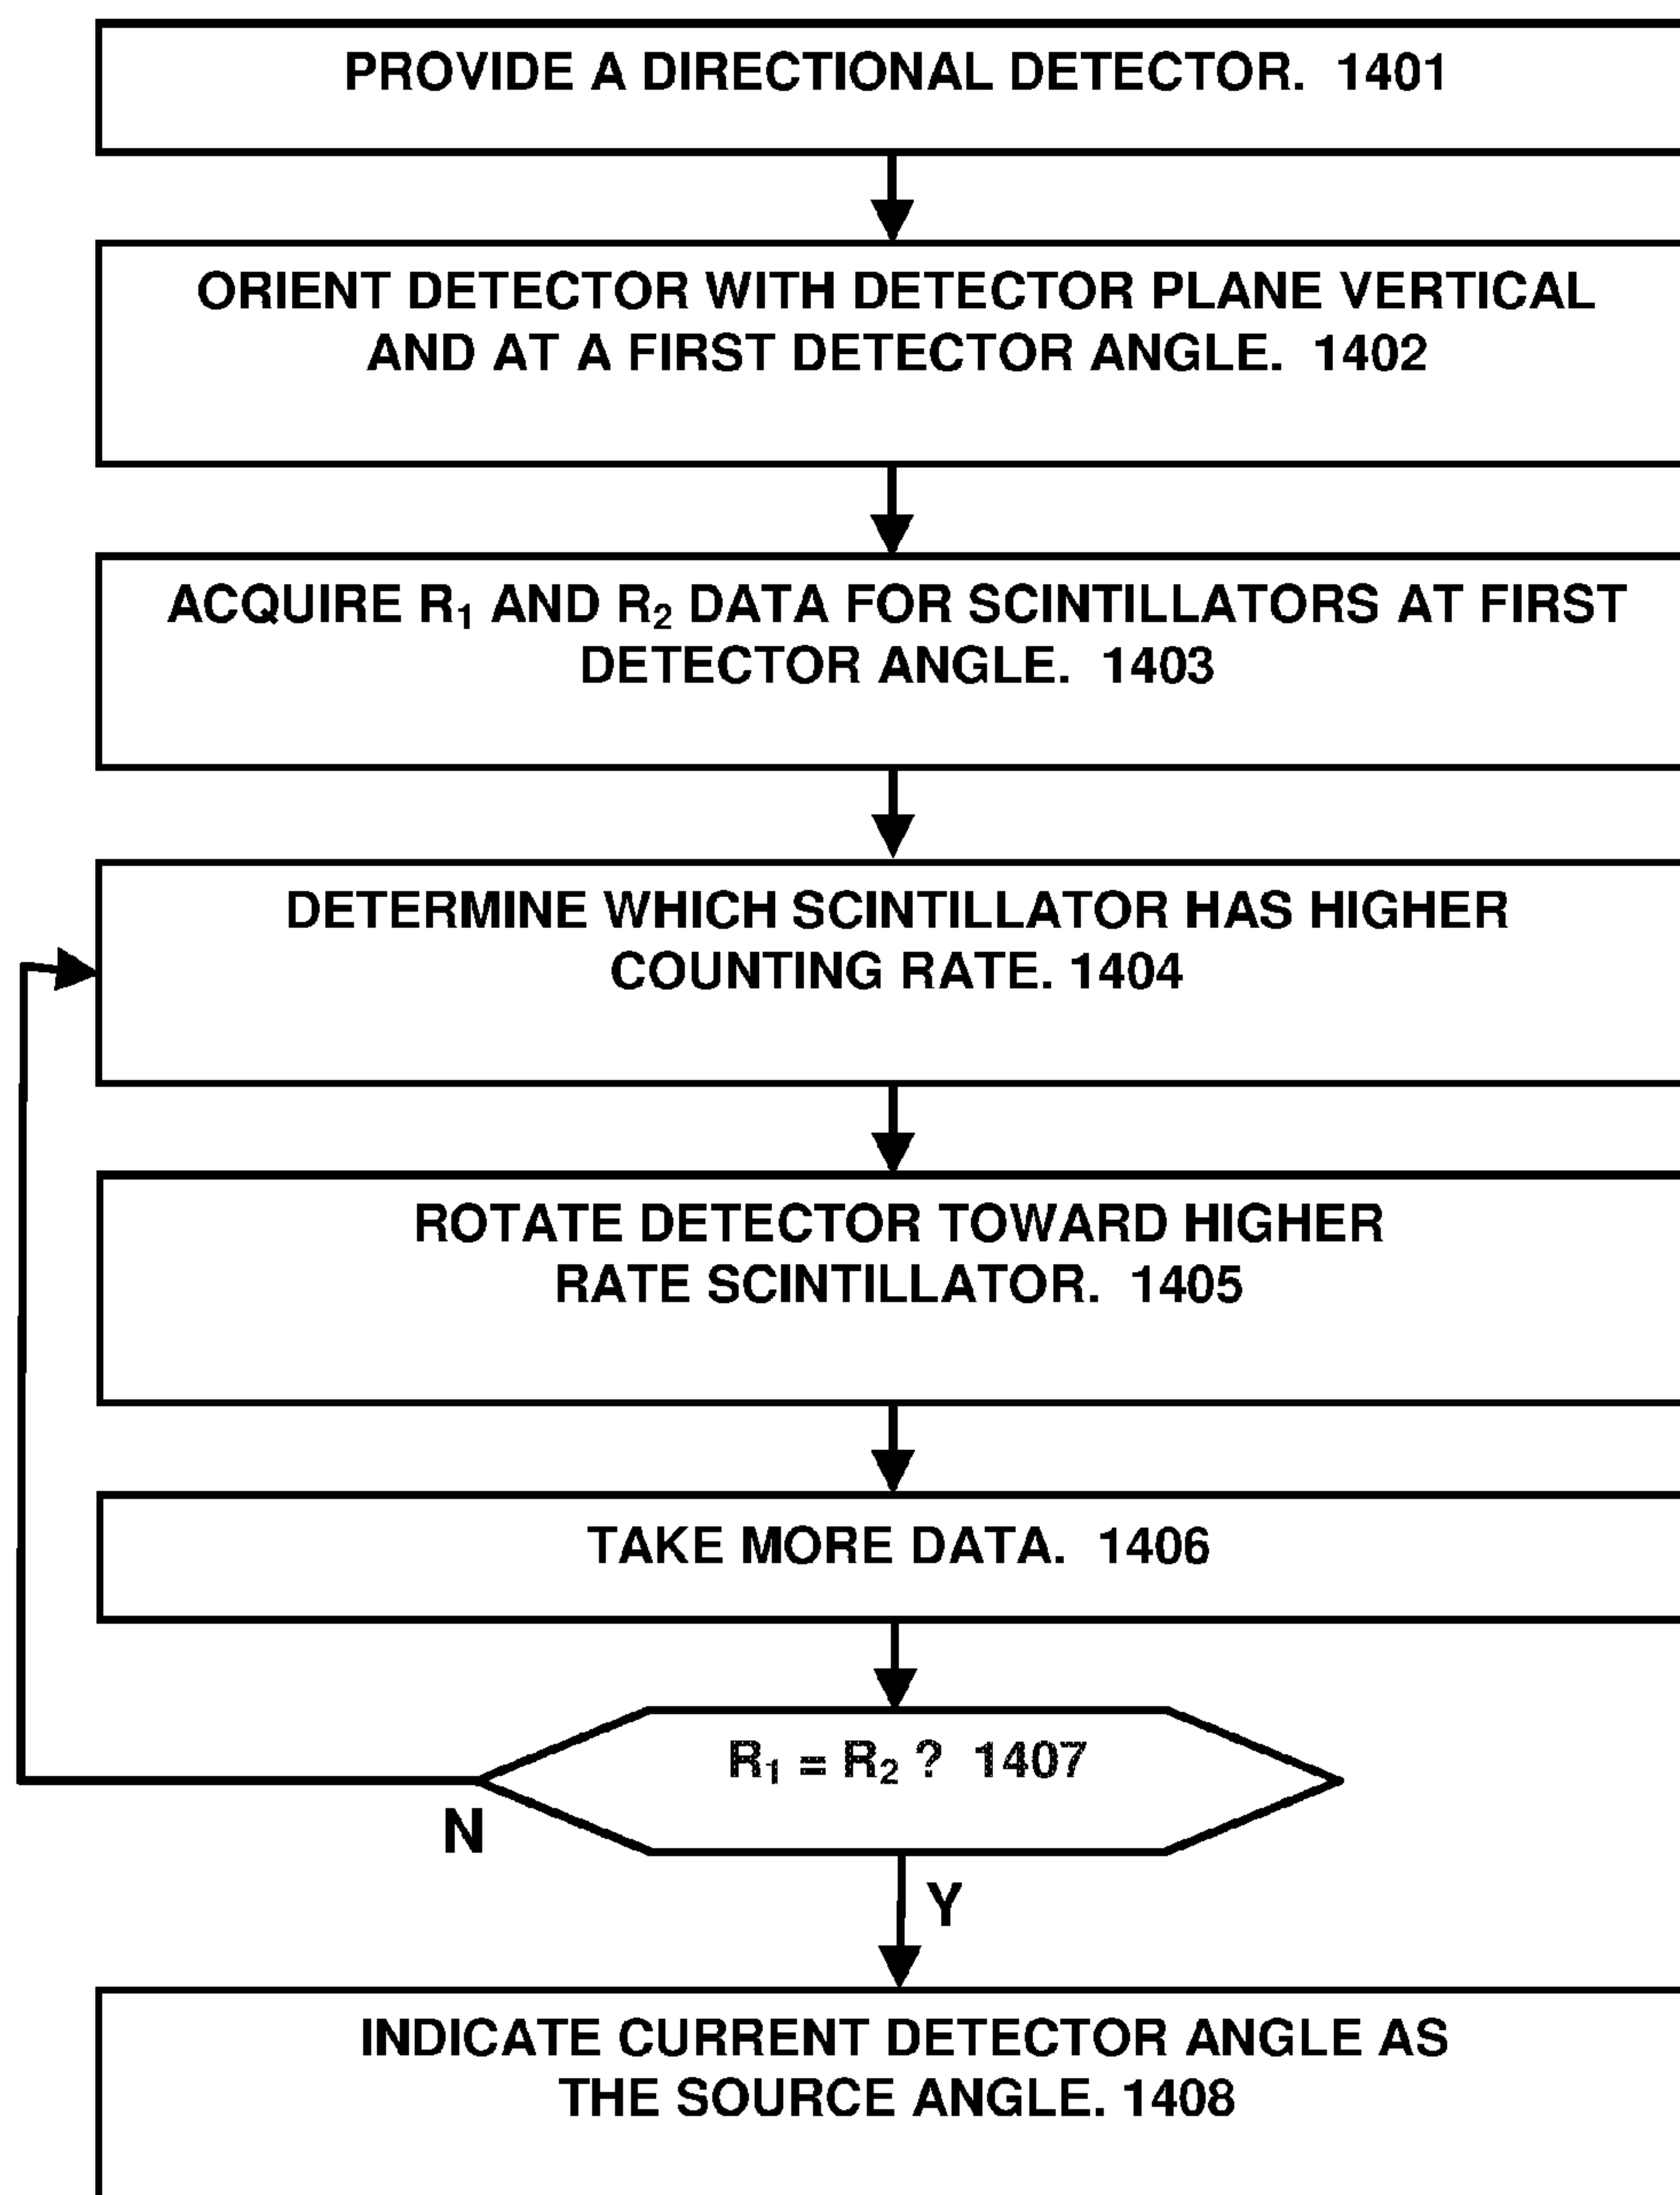 PROVIDE A DIRECTIONAL DETECTOR. 1401
ORIENT DETECTOR WITH DETECTOR PLANE VERTICAL
AND AT A FIRST DETECTOR ANGLE. 1402
ACQUIRE R₁ AND R₂ DATA FOR SCINTILLATORS AT FIRST
DETECTOR ANGLE. 1403
DETERMINE WHICH SCINTILLATOR HAS HIGHER
COUNTING RATE. 1404
ROTATE DETECTOR TOWARD HIGHER
RATE SCINTILLATOR. 1405
TAKE MORE DATA. 1406
R₁ = R₂ ? 1407
N
Y
INDICATE CURRENT DETECTOR ANGLE AS
THE SOURCE ANGLE. 1408